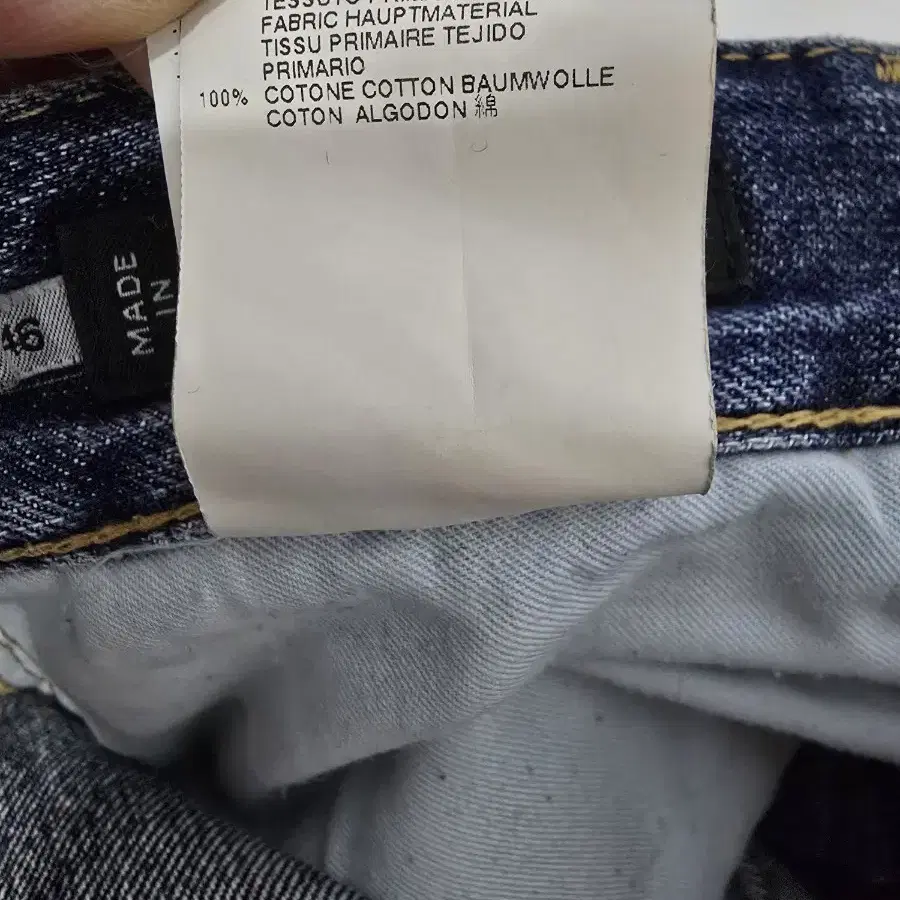 FABRIC HAUPTMATERIAL
TISSU PRIMAIRE TEJIDO
PRIMARIO
100% COTONE COTTON BAUMWOLLE
COTON ALGODON 綿
MADE
IN
46